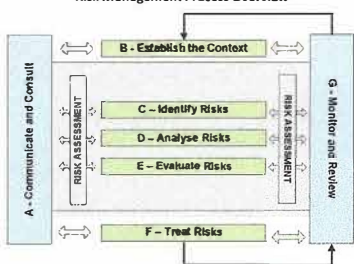 Risk Management Process Overview
B - Establish the Context
A - Communicate and Consult
RISK ASSESSMENT
C – Identify Risks
D – Analyse Risks
E – Evaluate Risks
RISK ASSESSMENT
G - Monitor and Review
F – Treat Risks